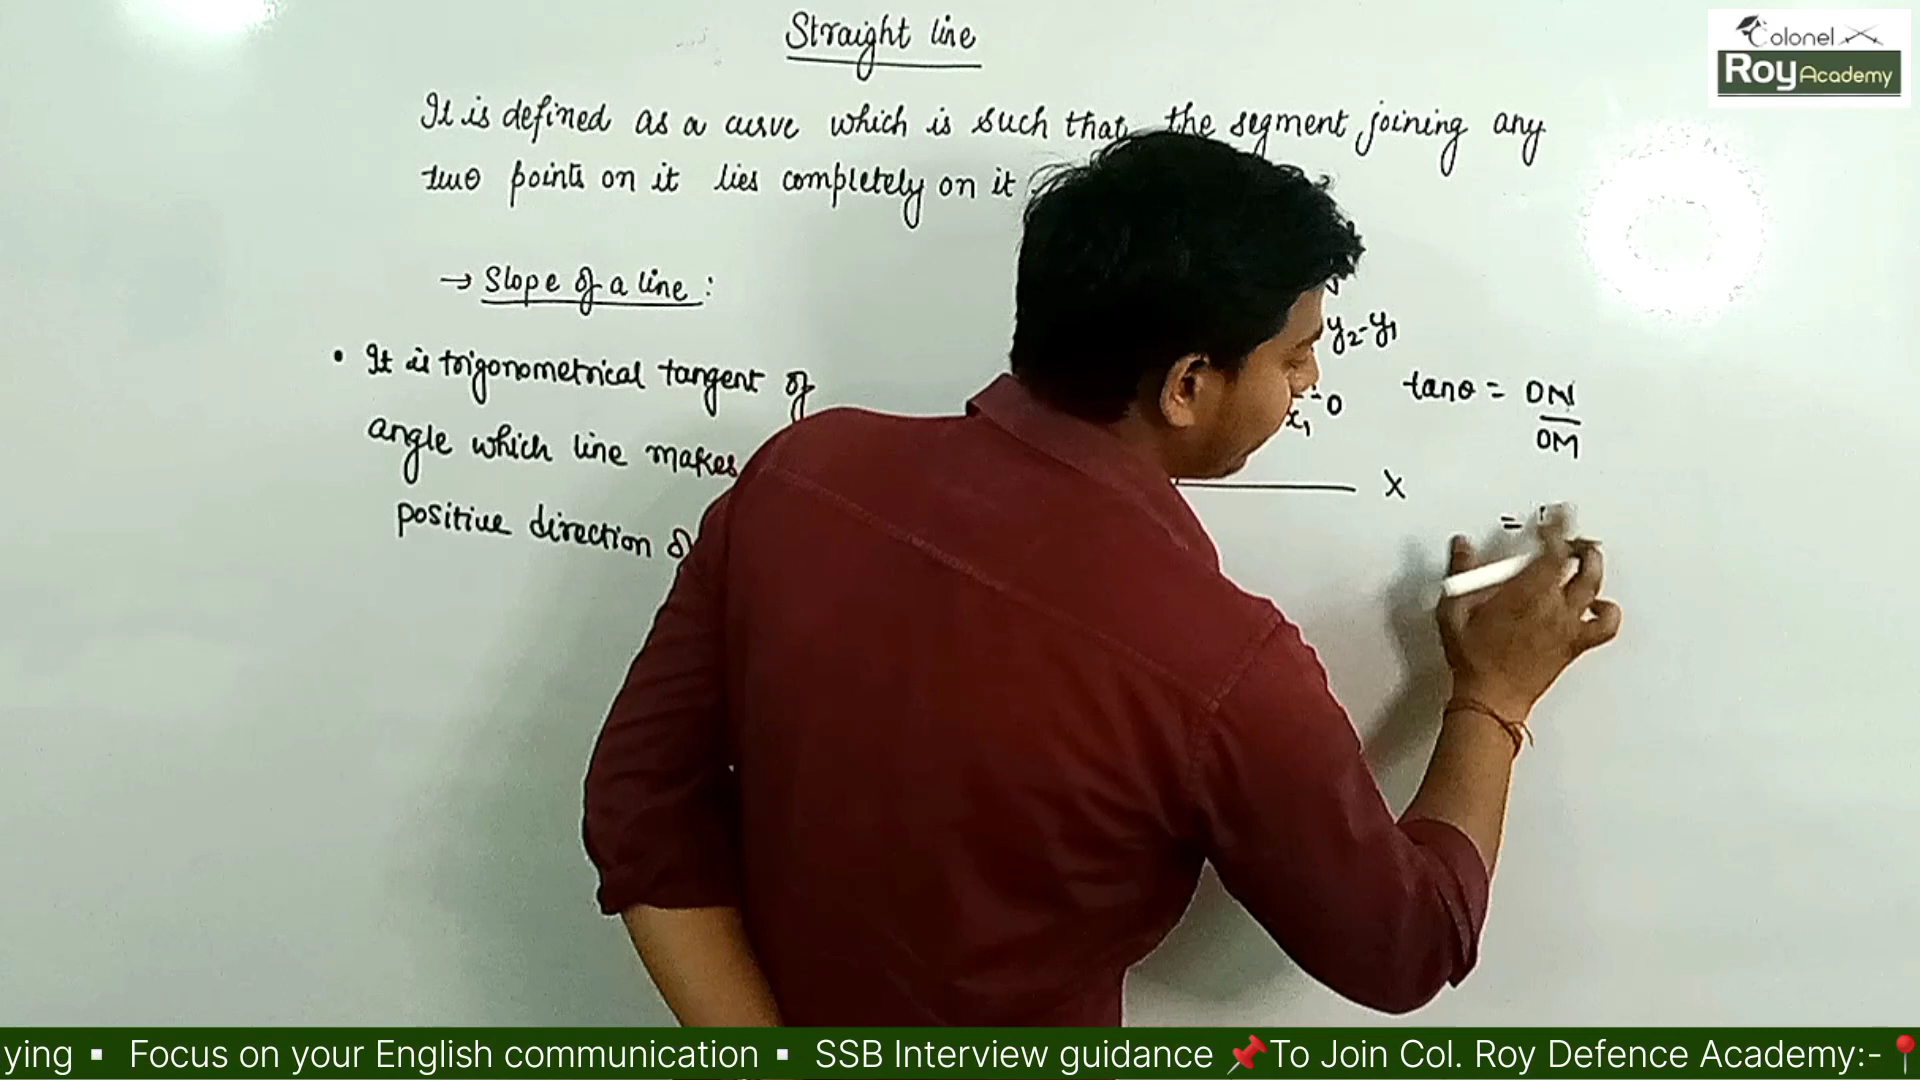 Straight line
Colonel
Roy Academy
It is defined as a curve which is such that the segment joining any
two points on it lies completely on it
→ Slope of a line :
• It is trigonometrical tangent of
angle which line makes
positive direction of
y₂-y₁
x₁
0
tanθ = ON
OM
X
=
ying ▪ Focus on your English communication ▪ SSB Interview guidance 📌To Join Col. Roy Defence Academy:-📍